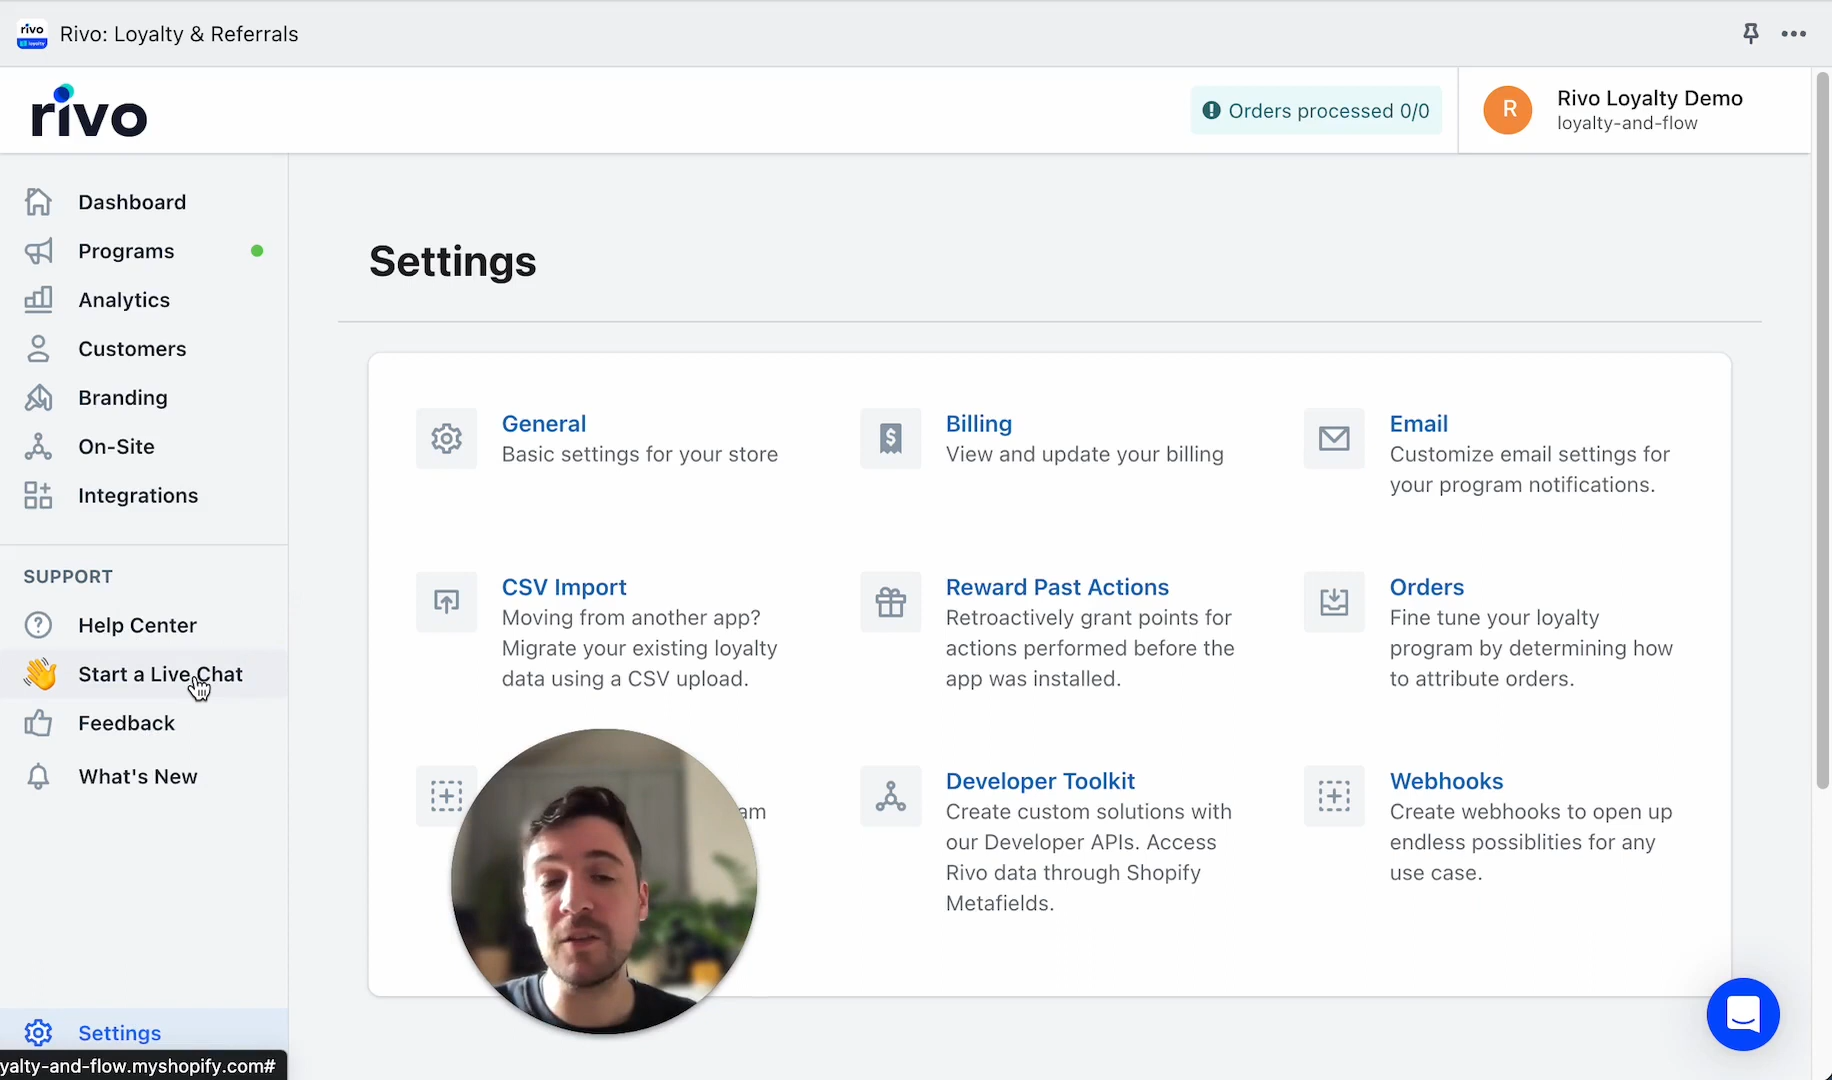 rivo
loyalty
Rivo: Loyalty & Referrals
rivo
Orders processed 0/0
R
Rivo Loyalty Demo
loyalty-and-flow
Dashboard
Programs
Analytics
Customers
Branding
On-Site
Integrations
SUPPORT
Help Center
Start a Live Chat
Feedback
What's New
Settings
yalty-and-flow.myshopify.com#
Settings
General
Basic settings for your store
Billing
View and update your billing
Email
Customize email settings for
your program notifications.
CSV Import
Moving from another app?
Migrate your existing loyalty
data using a CSV upload.
Reward Past Actions
Retroactively grant points for
actions performed before the
app was installed.
Orders
Fine tune your loyalty
program by determining how
to attribute orders.
am
Developer Toolkit
Create custom solutions with
our Developer APIs. Access
Rivo data through Shopify
Metafields.
Webhooks
Create webhooks to open up
endless possiblities for any
use case.